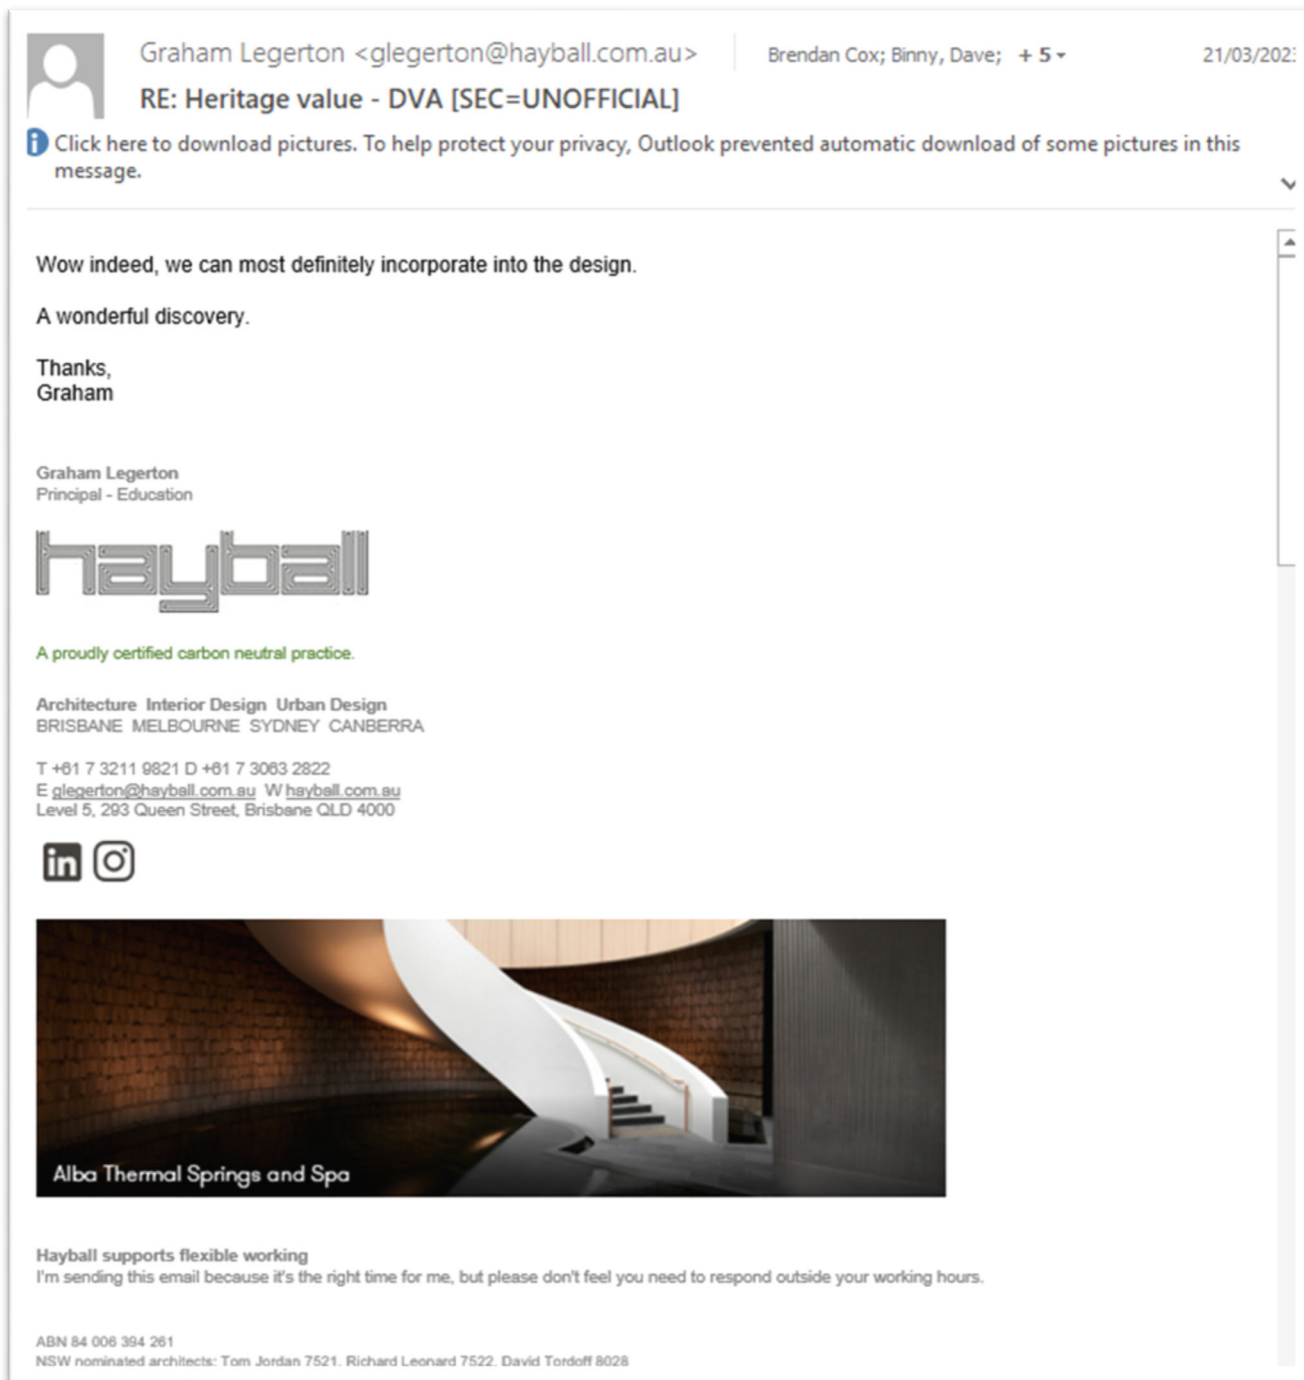 Graham Legerton <glegerton@hayball.com.au>
Brendan Cox; Binny, Dave; + 5
21/03/202
RE: Heritage value - DVA [SEC=UNOFFICIAL]
Click here to download pictures. To help protect your privacy, Outlook prevented automatic download of some pictures in this
message.
Wow indeed, we can most definitely incorporate into the design.
A wonderful discovery.
Thanks,
Graham
Graham Legerton
Principal - Education
hayball
A proudly certified carbon neutral practice.
Architecture Interior Design Urban Design
BRISBANE MELBOURNE SYDNEY CANBERRA
T +61 7 3211 9821 D +61 7 3063 2822
E glegerton@hayball.com.au W hayball.com.au
Level 5, 293 Queen Street, Brisbane QLD 4000
in
Alba Thermal Springs and Spa
Hayball supports flexible working
I'm sending this email because it's the right time for me, but please don't feel you need to respond outside your working hours.
ABN 84 006 394 261
NSW nominated architects: Tom Jordan 7521. Richard Leonard 7522. David Tordoff 8028